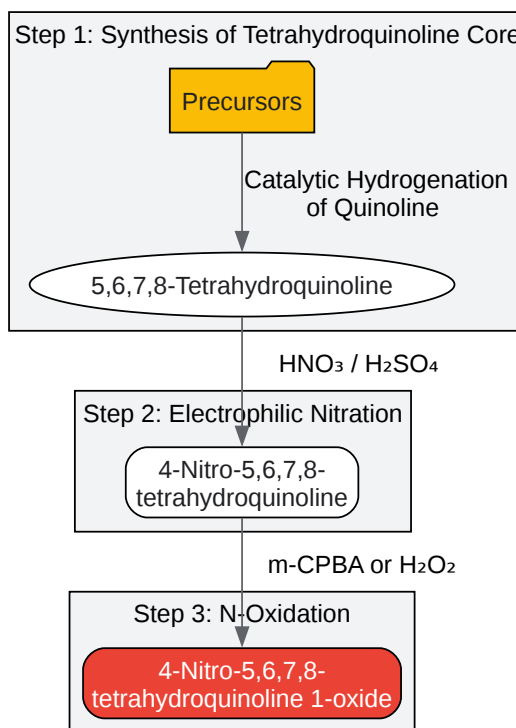 Step 1: Synthesis of Tetrahydroquinoline Core
Precursors
Catalytic Hydrogenation
of Quinoline
5,6,7,8-Tetrahydroquinoline
HNO₃ / H₂SO₄
Step 2: Electrophilic Nitration
4-Nitro-5,6,7,8-
tetrahydroquinoline
m-CPBA or H₂O₂
Step 3: N-Oxidation
4-Nitro-5,6,7,8-
tetrahydroquinoline 1-oxide